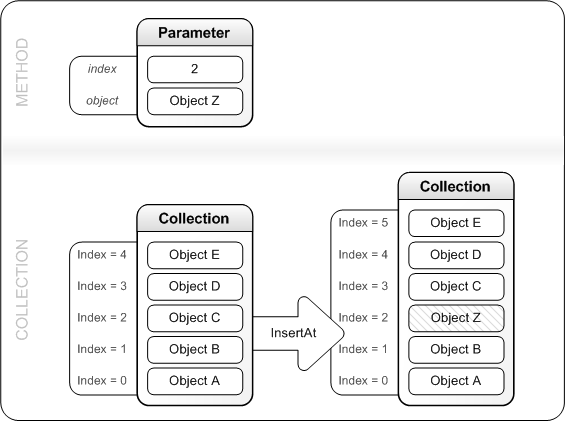 METHOD
Parameter
index 2
object Object Z
COLLECTION
Collection
Index = 4 Object E
Index = 3 Object D
Index = 2 Object C
Index = 1 Object B
Index = 0 Object A
InsertAt
Collection
Index = 5 Object E
Index = 4 Object D
Index = 3 Object C
Index = 2 Object Z
Index = 1 Object B
Index = 0 Object A